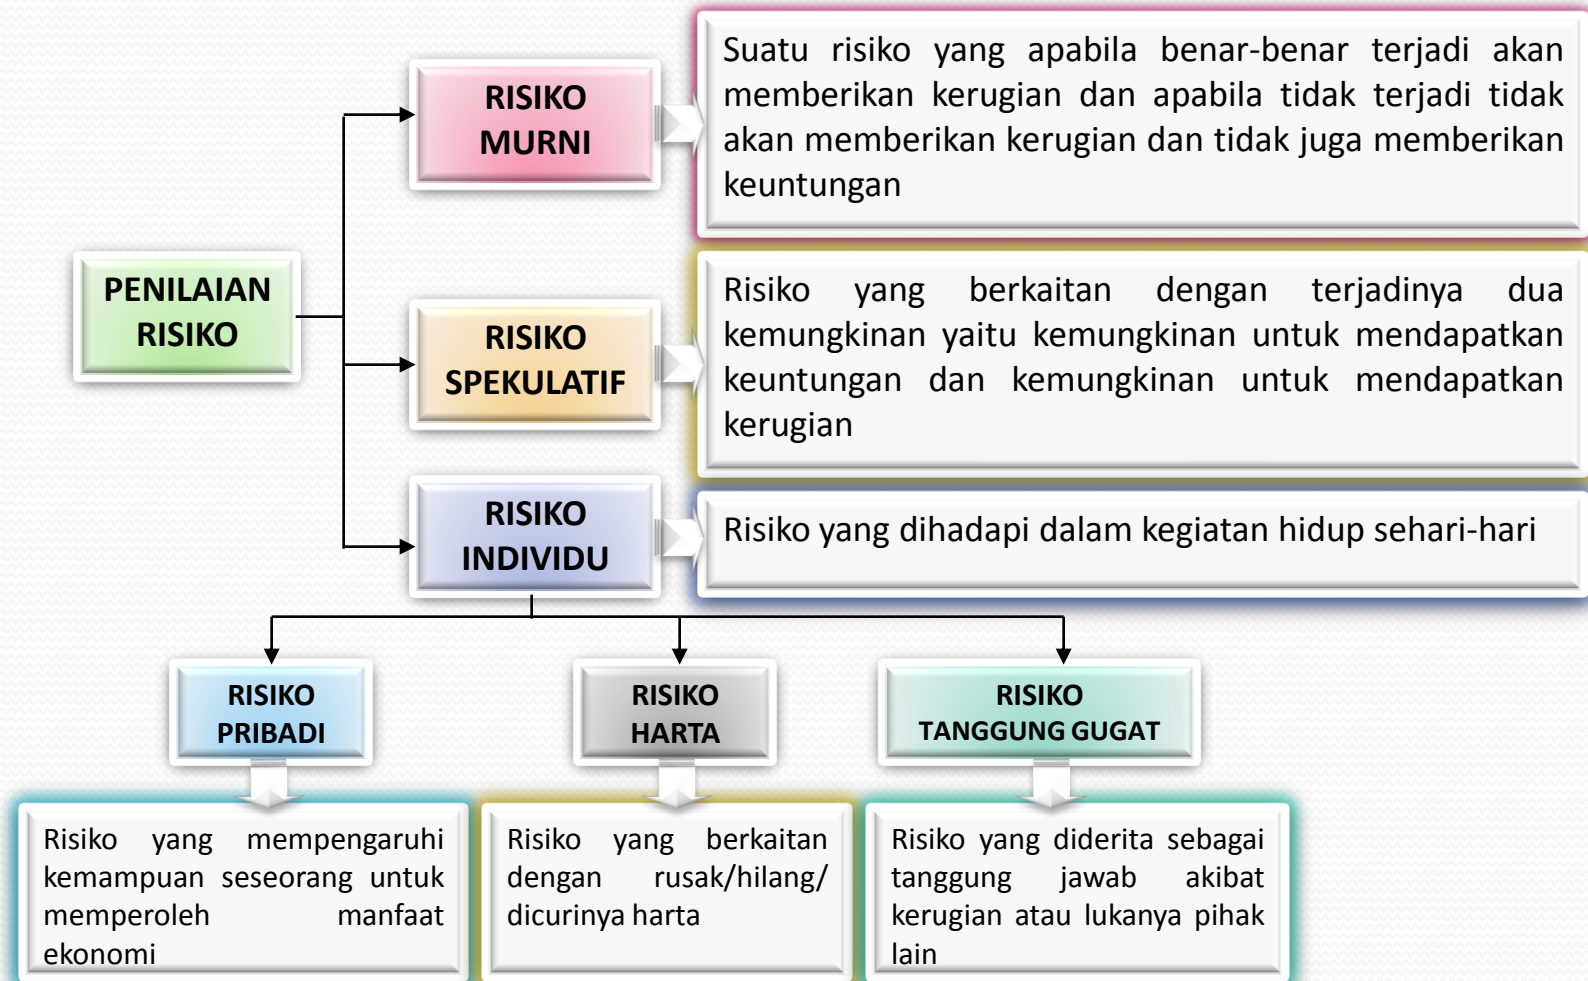 RISIKO
MURNI
Suatu risiko yang apabila benar-benar terjadi akan
memberikan kerugian dan apabila tidak terjadi tidak
akan memberikan kerugian dan tidak juga memberikan
keuntungan
PENILAIAN
RISIKO
RISIKO
SPEKULATIF
Risiko yang berkaitan dengan terjadinya dua
kemungkinan yaitu kemungkinan untuk mendapatkan
keuntungan dan kemungkinan untuk mendapatkan
kerugian
RISIKO
INDIVIDU
Risiko yang dihadapi dalam kegiatan hidup sehari-hari
RISIKO
PRIBADI
RISIKO
HARTA
RISIKO
TANGGUNG GUGAT
Risiko yang mempengaruhi
kemampuan seseorang untuk
memperoleh manfaat
ekonomi
Risiko yang berkaitan
dengan rusak/hilang/
dicurinya harta
Risiko yang diderita sebagai
tanggung jawab akibat
kerugian atau lukanya pihak
lain